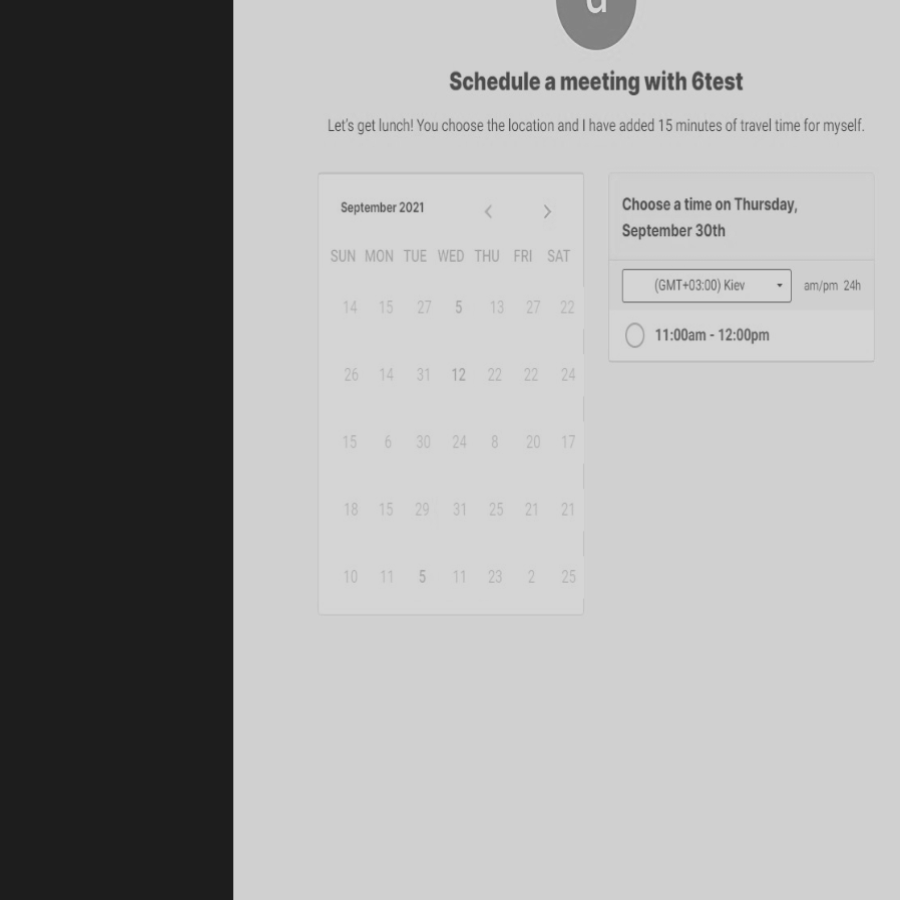 Schedule a meeting with 6test
Let's get lunch! You choose the location and I have added 15 minutes of travel time for myself.
September 2021
SUN MON TUE WED THU FRI SAT
14 15 27 5 13 27 22
26 14 31 12 22 22 24
15 6 30 24 8 20 17
18 15 29 31 25 21 21
10 11 5 11 23 2 25
Choose a time on Thursday,
September 30th
(GMT+03:00) Kiev am/pm 24h
11:00am - 12:00pm